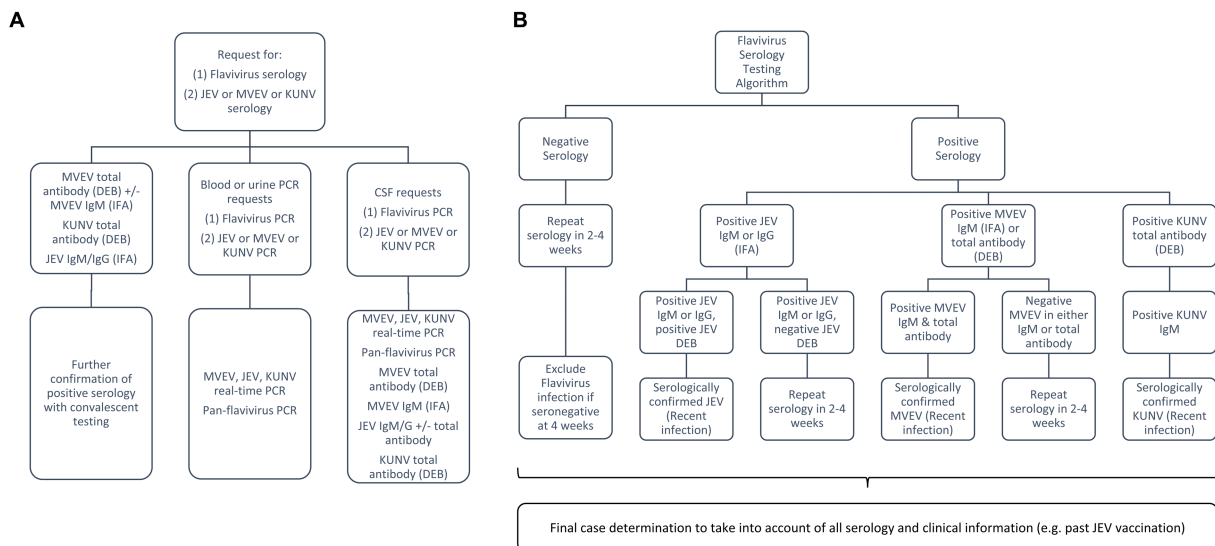 A
Request for:
(1) Flavivirus serology
(2) JEV or MVEV or KUNV
serology
MVEV total
antibody (DEB) +/-
MVEV IgM (IFA)
KUNV total
antibody (DEB)
JEV IgM/IgG (IFA)
Blood or urine PCR
requests
(1) Flavivirus PCR
(2) JEV or MVEV or
KUNV PCR
CSF requests
(1) Flavivirus PCR
(2) JEV or MVEV or
KUNV PCR
Further
confirmation of
positive serology
with convalescent
testing
MVEV, JEV, KUNV
real-time PCR
Pan-flavivirus PCR
MVEV, JEV, KUNV
real-time PCR
Pan-flavivirus PCR
MVEV total
antibody (DEB)
MVEV IgM (IFA)
JEV IgM/G +/- total
antibody
KUNV total
antibody (DEB)
B
Flavivirus
Serology
Testing
Algorithm
Negative
Serology
Positive
Serology
Repeat
serology in 2-4
weeks
Positive JEV
IgM or IgG
(IFA)
Positive MVEV
IgM (IFA) or
total antibody
(DEB)
Positive KUNV
total antibody
(DEB)
Positive JEV
IgM or IgG,
positive JEV
DEB
Positive JEV
IgM or IgG,
negative JEV
DEB
Positive MVEV
IgM & total
antibody
Negative
MVEV in either
IgM or total
antibody
Positive KUNV
IgM
Exclude
Flavivirus
infection if
seronegative
at 4 weeks
Serologically
confirmed JEV
(Recent
infection)
Repeat
serology in 2-4
weeks
Serologically
confirmed
MVEV (Recent
infection)
Repeat
serology in 2-4
weeks
Serologically
confirmed
KUNV (Recent
infection)
Final case determination to take into account of all serology and clinical information (e.g. past JEV vaccination)